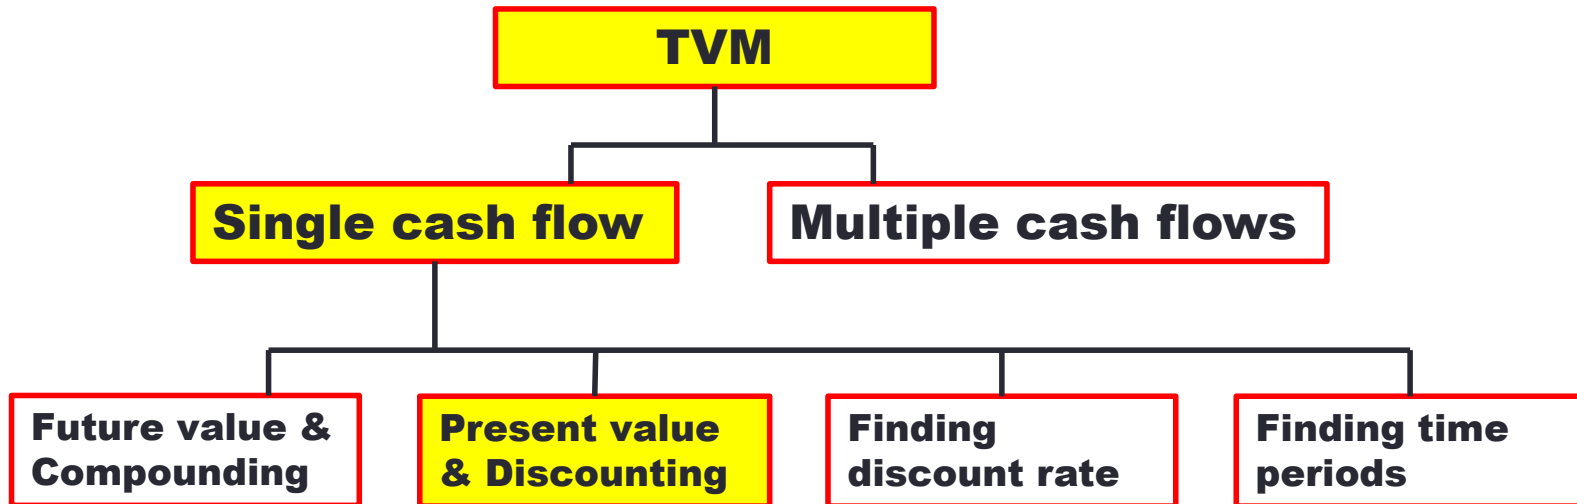 TVM
Single cash flow
Multiple cash flows
Future value &
Compounding
Present value
& Discounting
Finding
discount rate
Finding time
periods